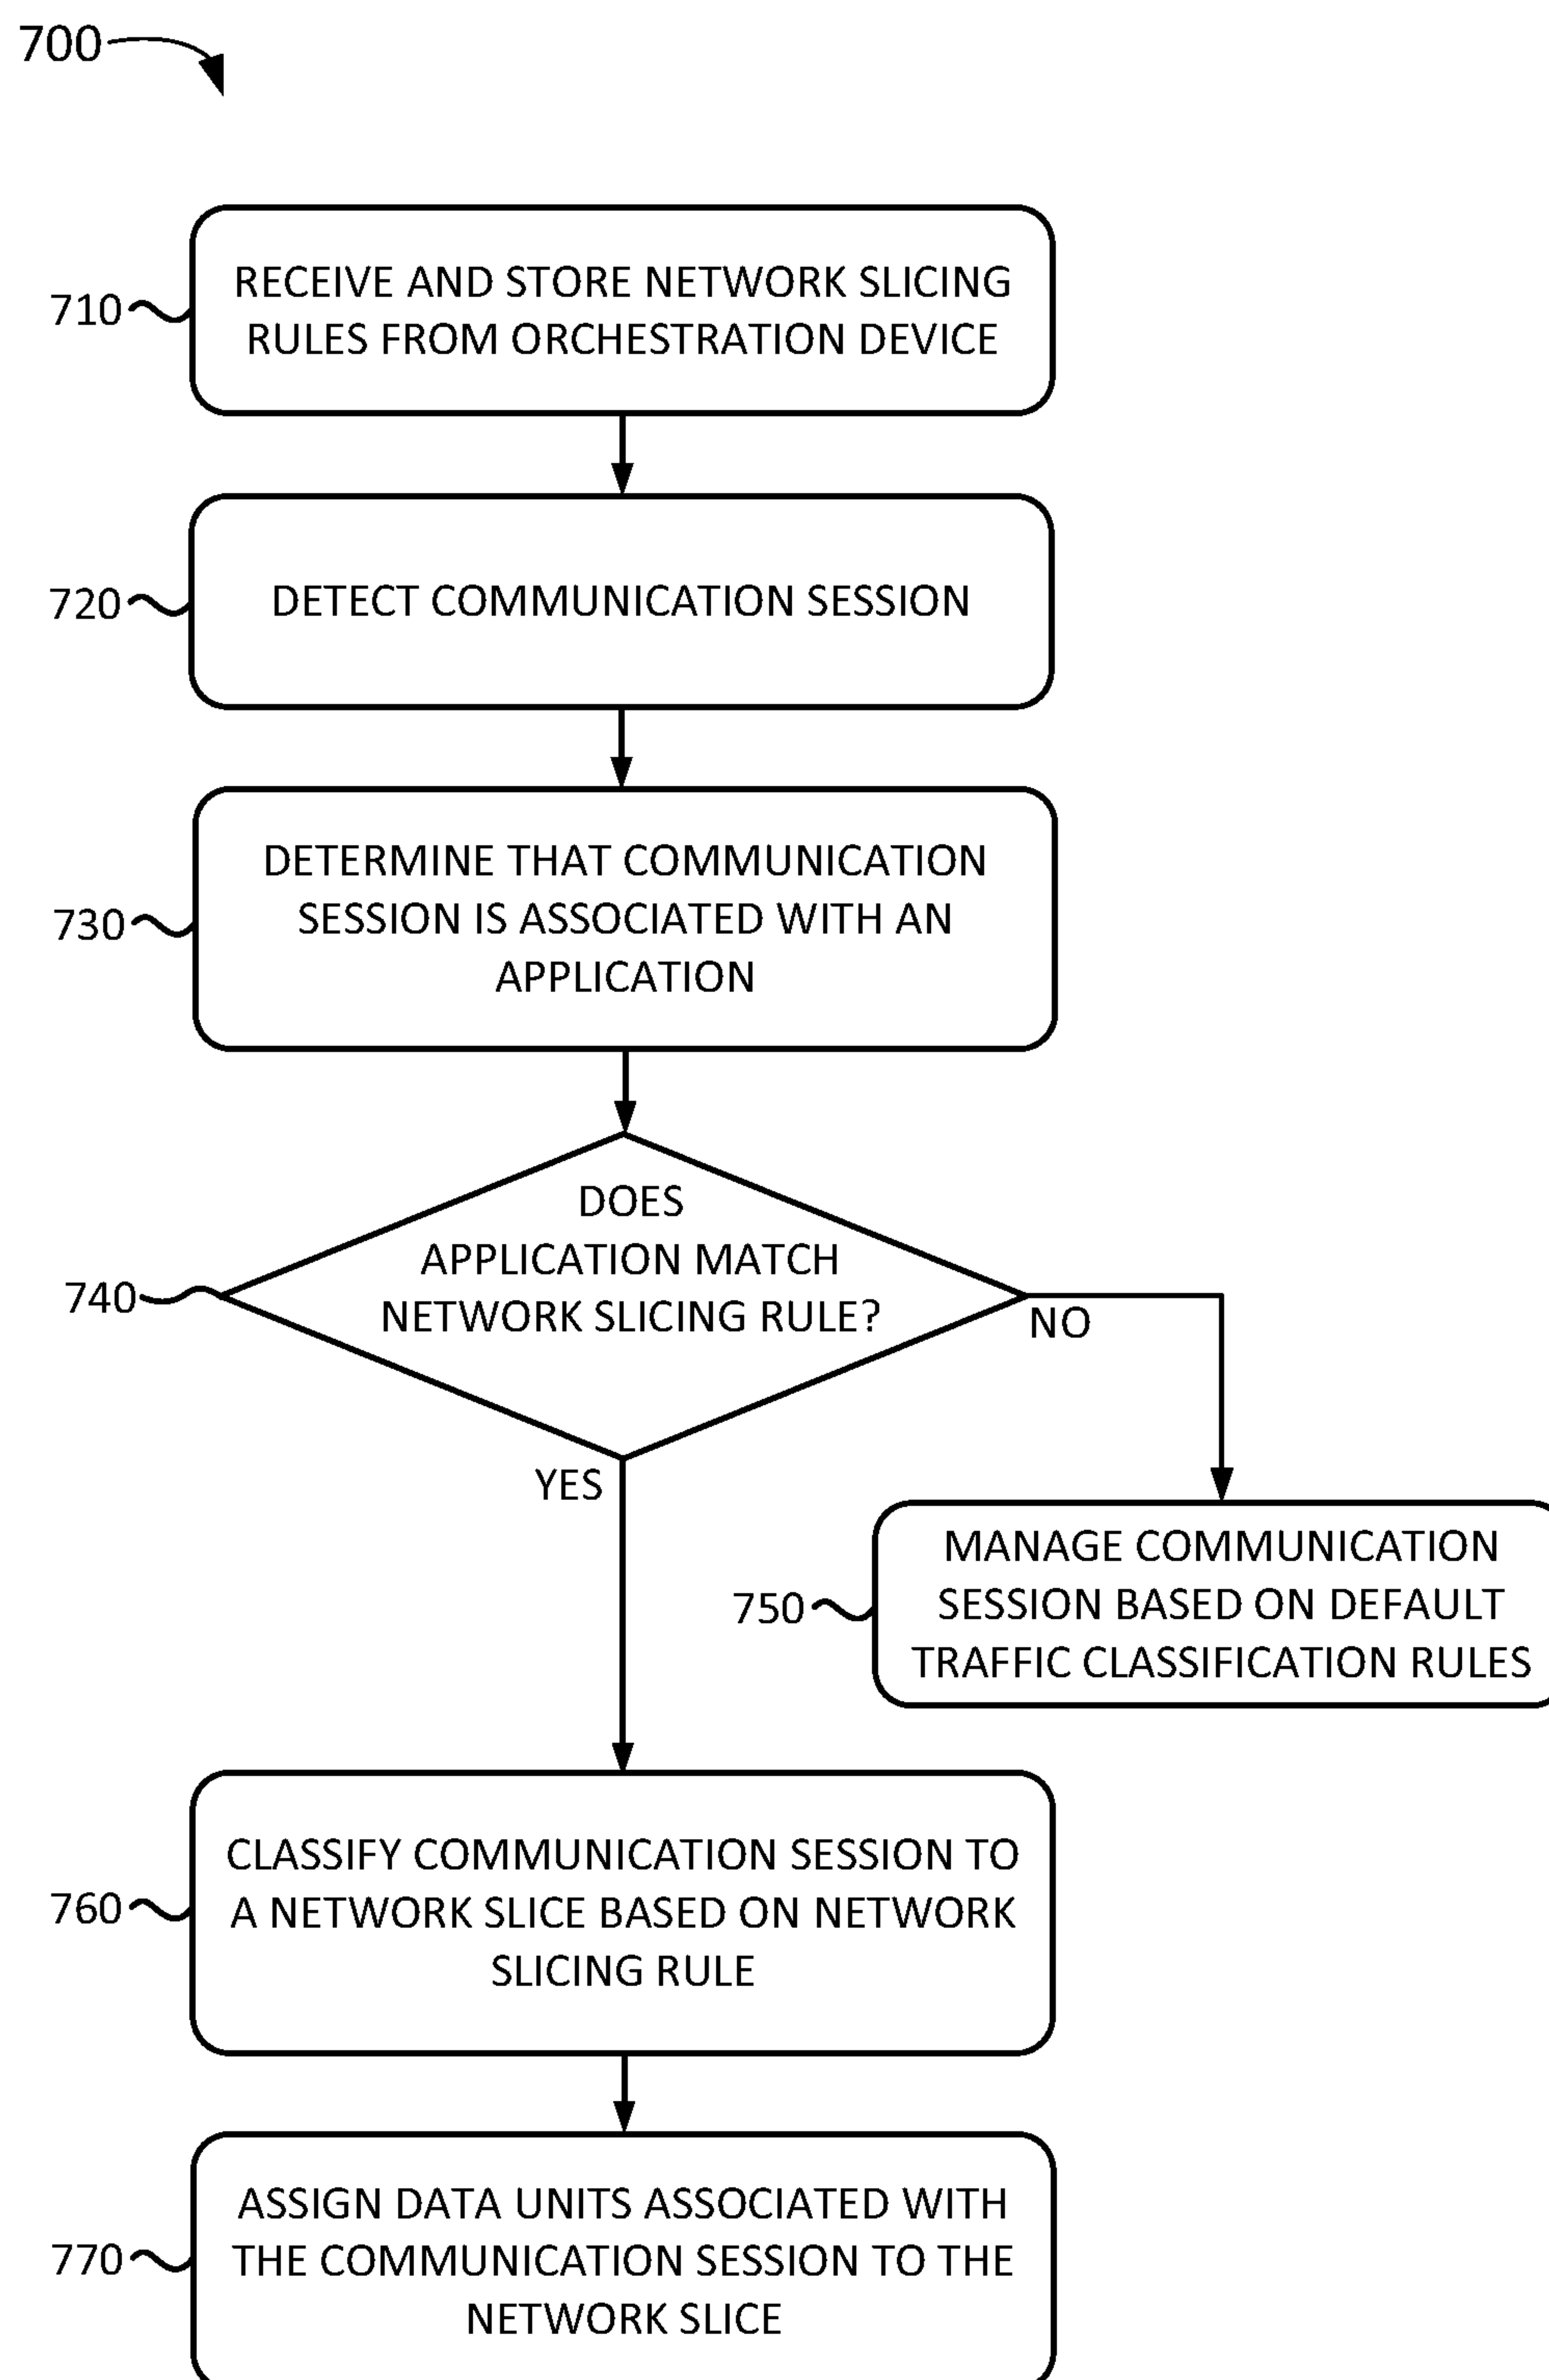 700
710
RECEIVE AND STORE NETWORK SLICING
RULES FROM ORCHESTRATION DEVICE
720
DETECT COMMUNICATION SESSION
730
DETERMINE THAT COMMUNICATION
SESSION IS ASSOCIATED WITH AN
APPLICATION
740
DOES
APPLICATION MATCH
NETWORK SLICING RULE?
NO
YES
750
MANAGE COMMUNICATION
SESSION BASED ON DEFAULT
TRAFFIC CLASSIFICATION RULES
760
CLASSIFY COMMUNICATION SESSION TO
A NETWORK SLICE BASED ON NETWORK
SLICING RULE
770
ASSIGN DATA UNITS ASSOCIATED WITH
THE COMMUNICATION SESSION TO THE
NETWORK SLICE